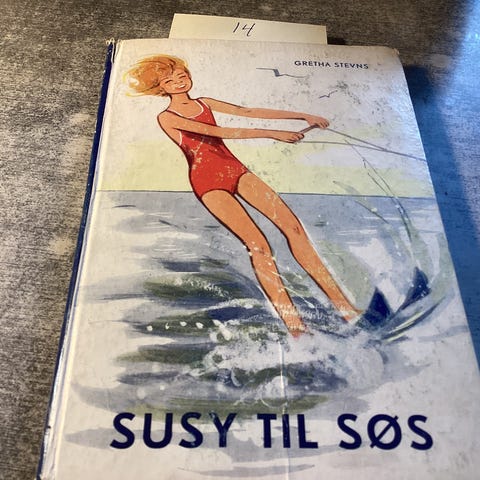 14
GRETHA STEVNS
SUSY TIL SØS